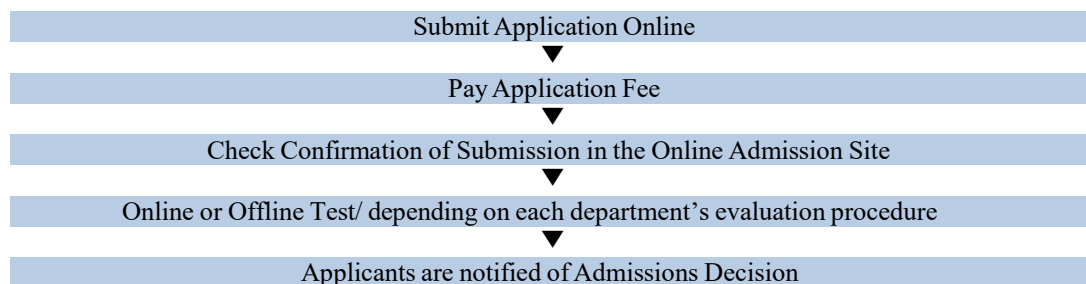 Submit Application Online
Pay Application Fee
Check Confirmation of Submission in the Online Admission Site
Online or Offline Test/ depending on each department’s evaluation procedure
Applicants are notified of Admissions Decision